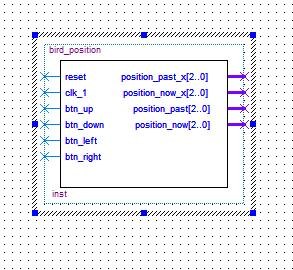 bird_position
reset position_past_x[2..0]
clk_1 position_now_x[2..0]
btn_up position_past[2..0]
btn_down position_now[2..0]
btn_left
btn_right
inst